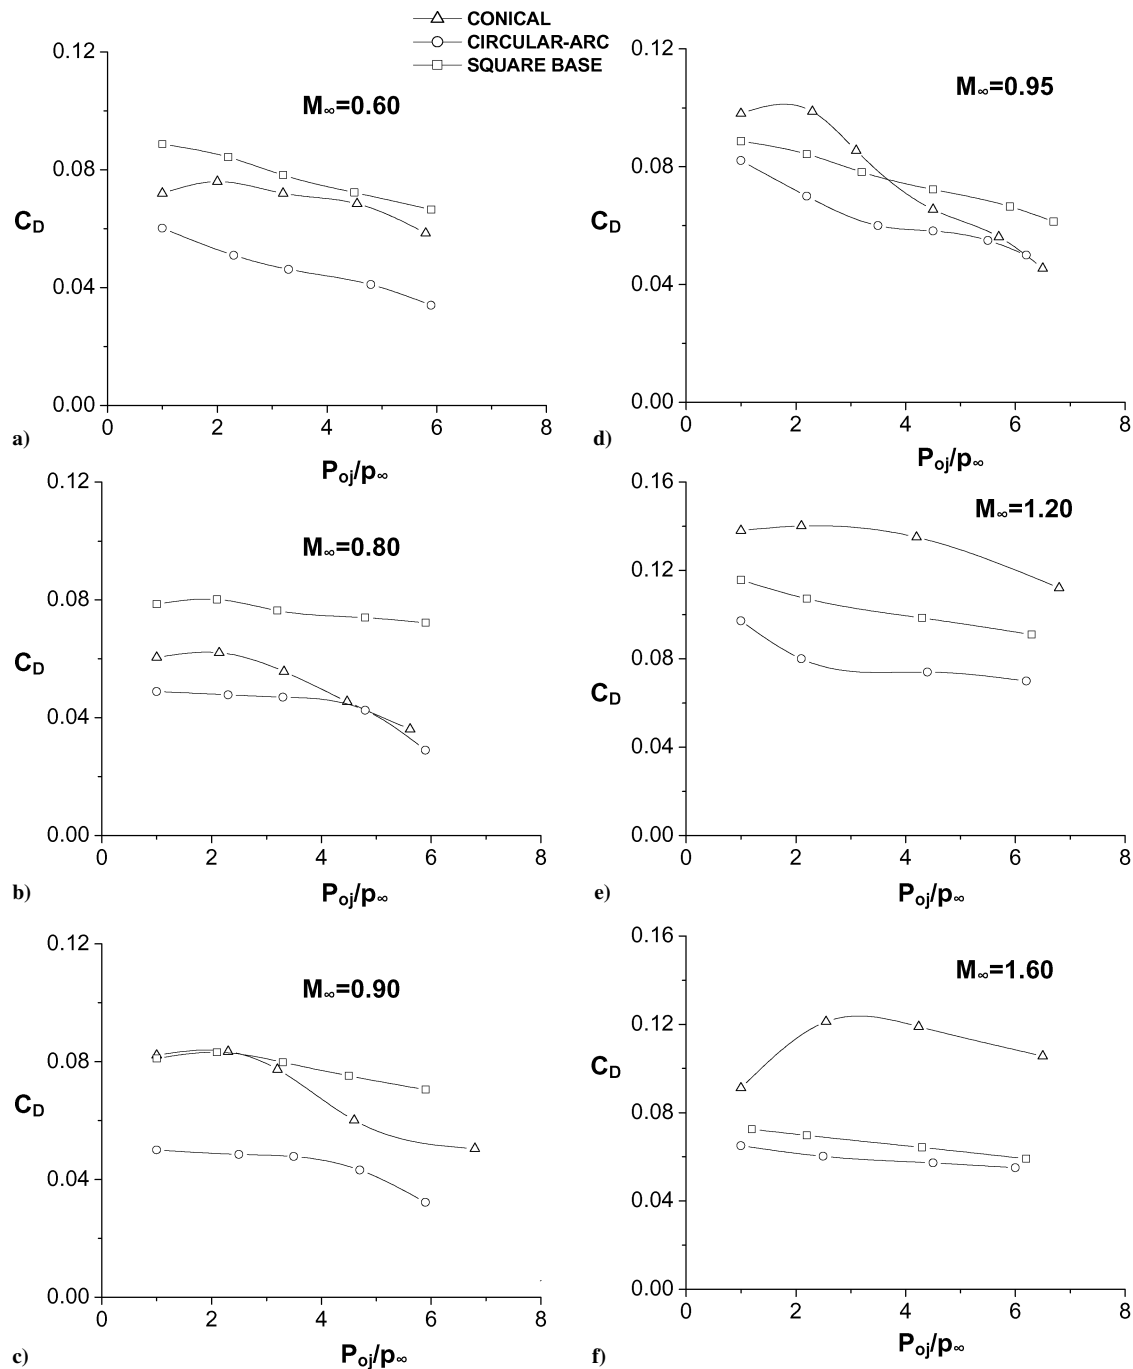 CONICAL
CIRCULAR-ARC
SQUARE BASE
M∞=0.60
0.12
0.08
0.04
0.00
C_D
0 2 4 6 8
a)
P_oj/p∞
M∞=0.80
0.12
0.08
0.04
0.00
C_D
0 2 4 6 8
b)
P_oj/p∞
M∞=0.90
0.12
0.08
0.04
0.00
C_D
0 2 4 6 8
c)
P_oj/p∞
M∞=0.95
0.12
0.08
0.04
0.00
C_D
0 2 4 6 8
d)
P_oj/p∞
M∞=1.20
0.16
0.12
0.08
0.04
0.00
C_D
0 2 4 6 8
e)
P_oj/p∞
M∞=1.60
0.16
0.12
0.08
0.04
0.00
C_D
0 2 4 6 8
f)
P_oj/p∞